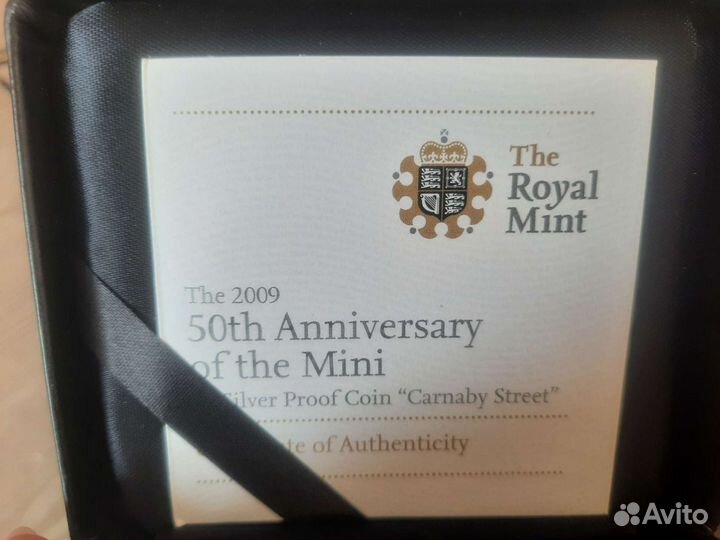 The
Royal
Mint
The 2009
50th Anniversary
of the Mini
Silver Proof Coin “Carnaby Street”
of Authenticity
Avito